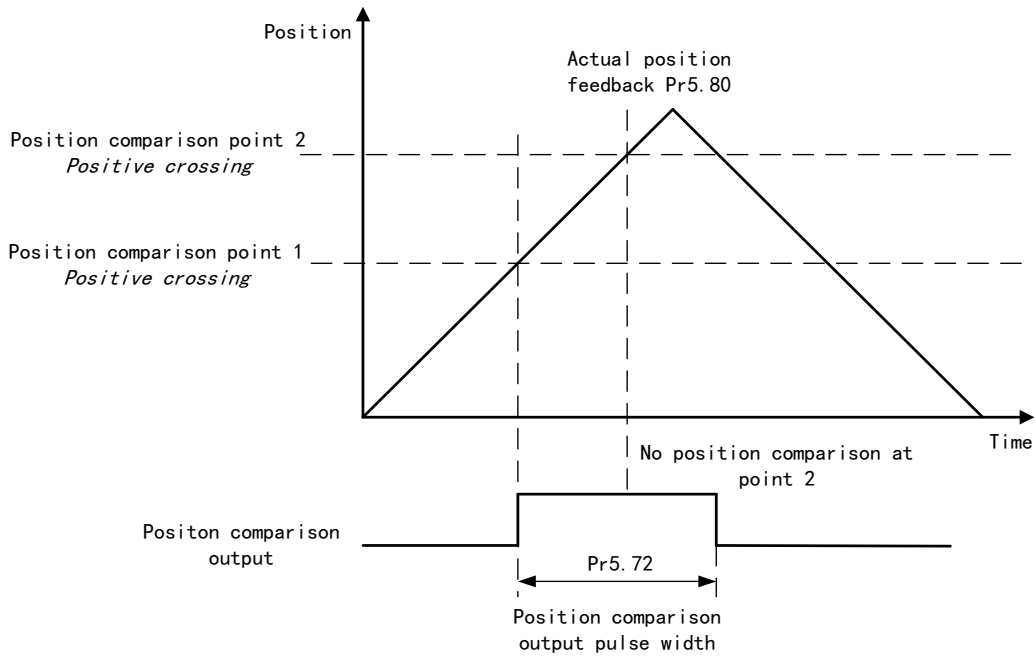 Position
Actual position
feedback Pr5.80
Position comparison point 2
Positive crossing
Position comparison point 1
Positive crossing
Time
No position comparison at
point 2
Positon comparison
output
Pr5.72
Position comparison
output pulse width